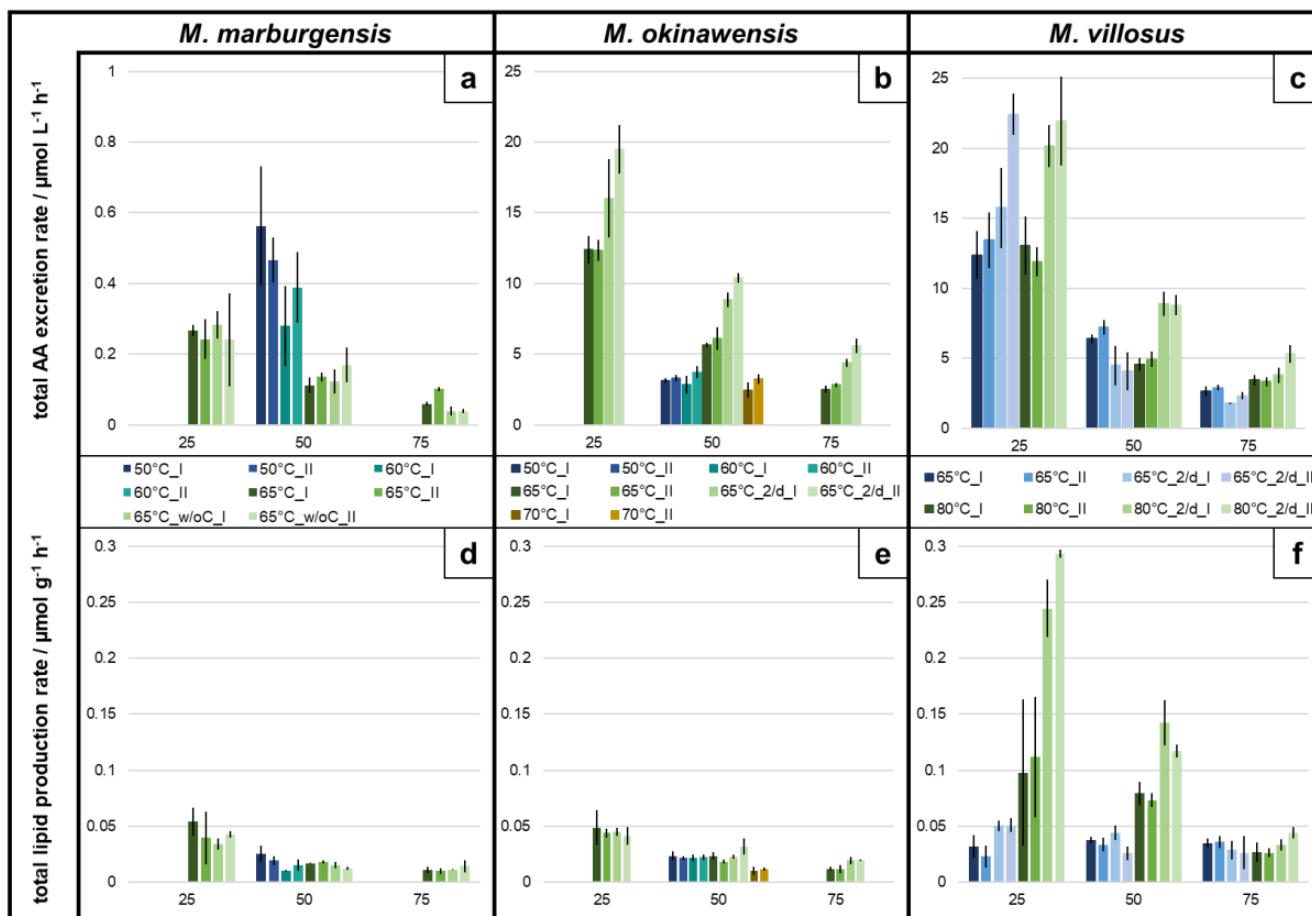 M. marburgensis
M. okinawensis
M. villosus
total AA excretion rate / µmol L⁻¹ h⁻¹
a
1
0.8
0.6
0.4
0.2
0
25 50 75
b
25
20
15
10
5
0
25 50 75
c
25
20
15
10
5
0
25 50 75
50°C_I 50°C_II 60°C_I
60°C_II 65°C_I 65°C_II
65°C_w/oC_I 65°C_w/oC_II
50°C_I 50°C_II 60°C_I 60°C_II
65°C_I 65°C_II 65°C_2/d_I 65°C_2/d_II
70°C_I 70°C_II
65°C_I 65°C_II 65°C_2/d_I 65°C_2/d_II
80°C_I 80°C_II 80°C_2/d_I 80°C_2/d_II
total lipid production rate / µmol g⁻¹ h⁻¹
d
0.3
0.25
0.2
0.15
0.1
0.05
0
25 50 75
e
0.3
0.25
0.2
0.15
0.1
0.05
0
25 50 75
f
0.3
0.25
0.2
0.15
0.1
0.05
0
25 50 75